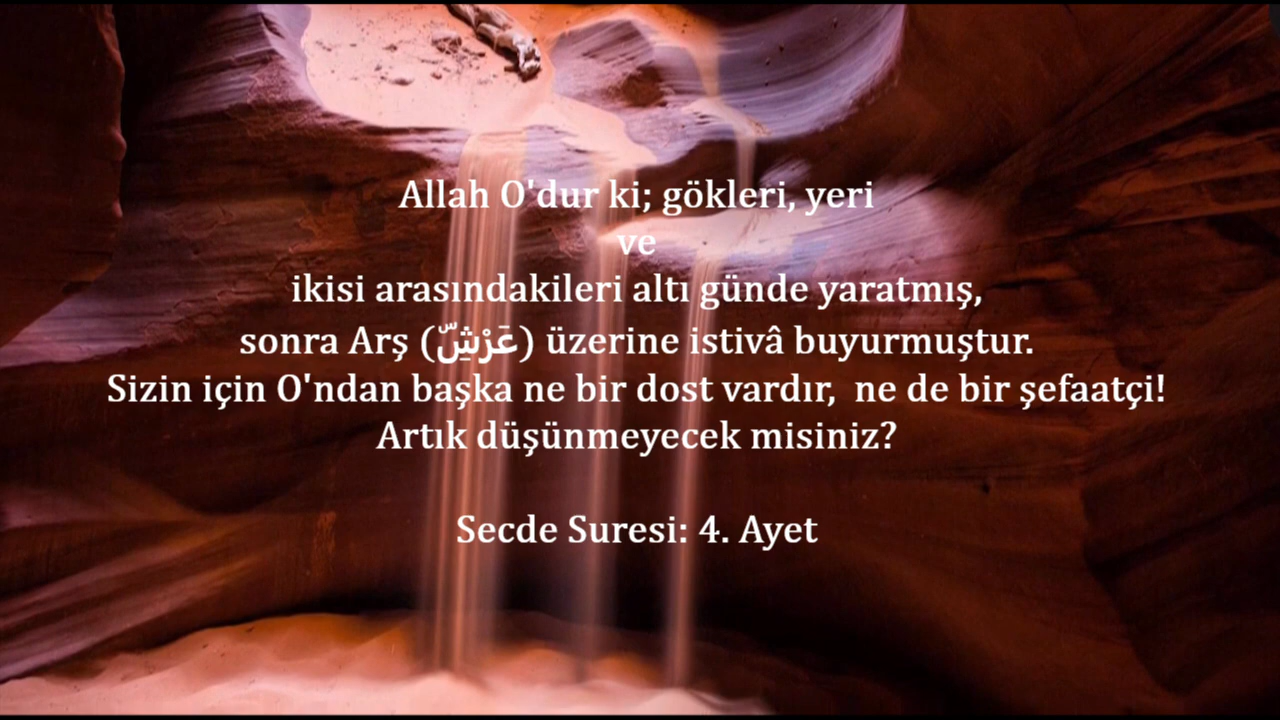 Allah O'dur ki; gökleri, yeri
ve
ikisi arasındakileri altı günde yaratmış,
sonra Arş (عَرْشِّ) üzerine istivâ buyurmuştur.
Sizin için O'ndan başka ne bir dost vardır,  ne de bir şefaatçi!
Artık düşünmeyecek misiniz?
Secde Suresi: 4. Ayet